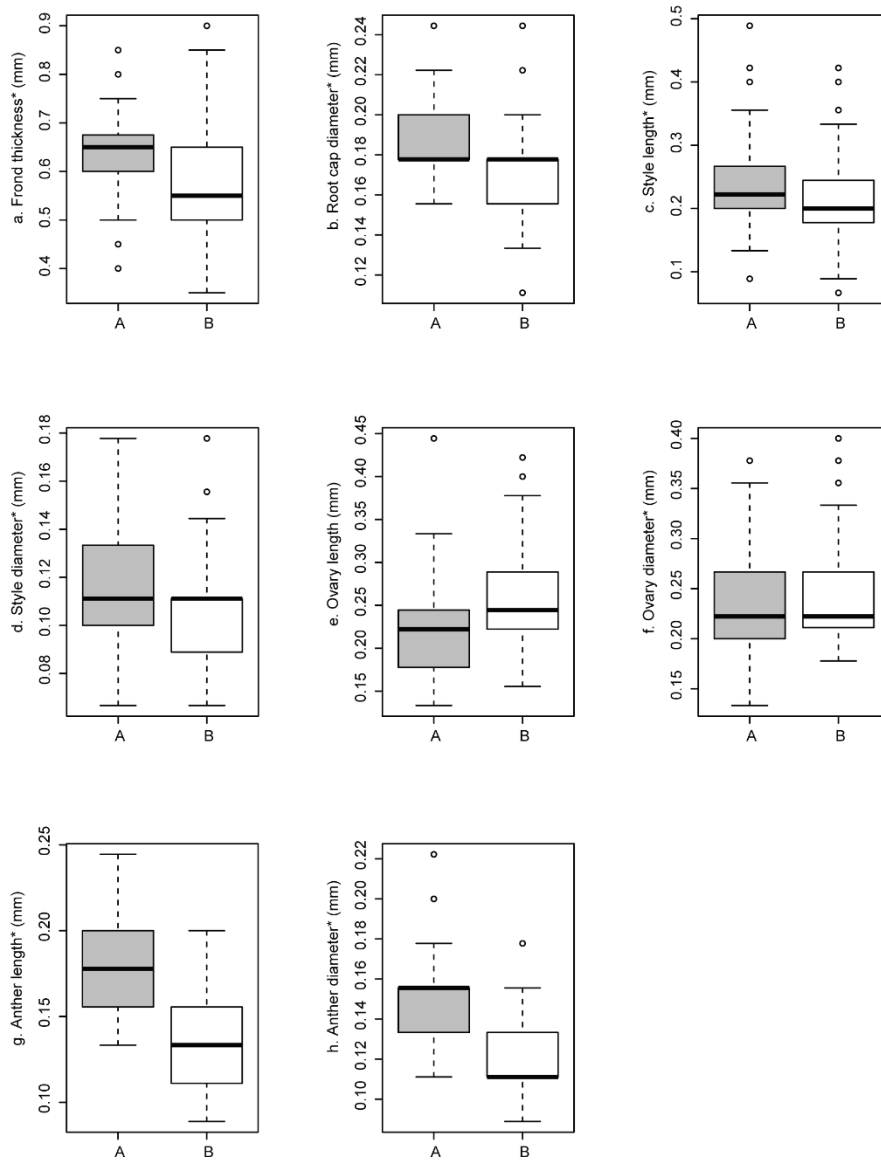 a. Frond thickness* (mm)
0.4 0.5 0.6 0.7 0.8 0.9
A B
b. Root cap diameter* (mm)
0.12 0.14 0.16 0.18 0.20 0.22 0.24
A B
c. Style length* (mm)
0.1 0.2 0.3 0.4 0.5
A B
d. Style diameter* (mm)
0.08 0.10 0.12 0.14 0.16 0.18
A B
e. Ovary length (mm)
0.15 0.20 0.25 0.30 0.35 0.40 0.45
A B
f. Ovary diameter* (mm)
0.15 0.20 0.25 0.30 0.35 0.40
A B
g. Anther length* (mm)
0.10 0.15 0.20 0.25
A B
h. Anther diameter* (mm)
0.10 0.12 0.14 0.16 0.18 0.20 0.22
A B